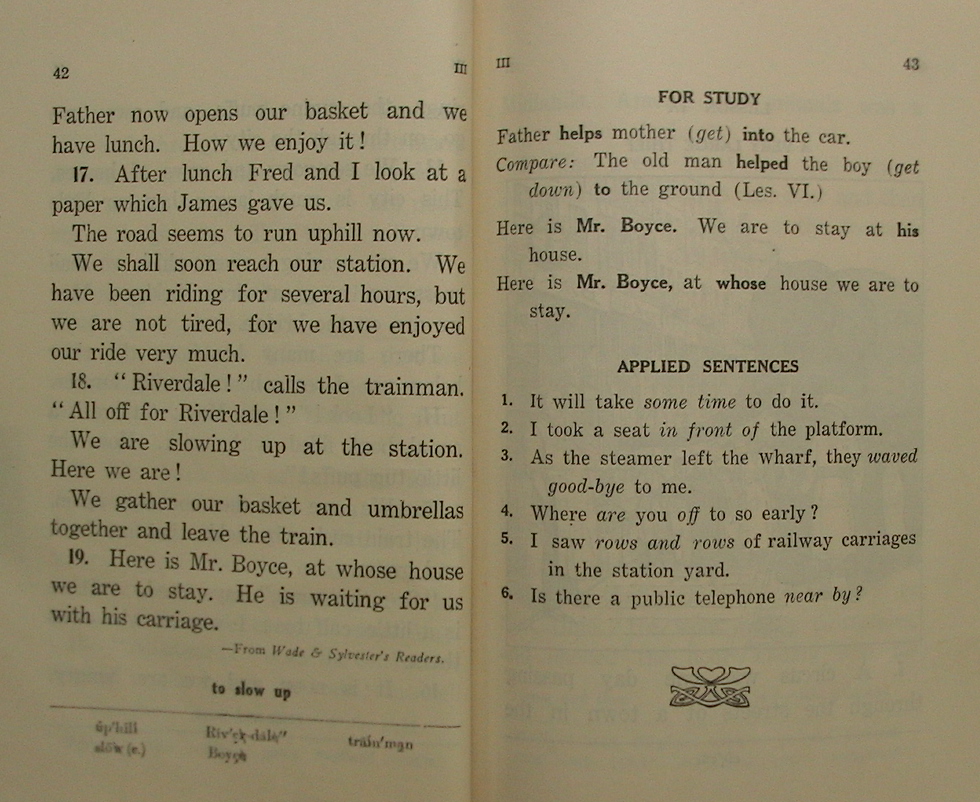 42
III
Father now opens our basket and we
have lunch. How we enjoy it!
17. After lunch Fred and I look at a
paper which James gave us.
The road seems to run uphill now.
We shall soon reach our station. We
have been riding for several hours, but
we are not tired, for we have enjoyed
our ride very much.
18. “Riverdale!” calls the trainman.
“All off for Riverdale!”
We are slowing up at the station.
Here we are!
We gather our basket and umbrellas
together and leave the train.
19. Here is Mr. Boyce, at whose house
we are to stay. He is waiting for us
with his carriage.
—From Wade & Sylvester's Readers.
to slow up
III
43
FOR STUDY
Father helps mother (get) into the car.
Compare: The old man helped the boy (get
down) to the ground (Les. VI.)
Here is Mr. Boyce. We are to stay at his
house.
Here is Mr. Boyce, at whose house we are to
stay.
APPLIED SENTENCES
1. It will take some time to do it.
2. I took a seat in front of the platform.
3. As the steamer left the wharf, they waved
good-bye to me.
4. Where are you off to so early?
5. I saw rows and rows of railway carriages
in the station yard.
6. Is there a public telephone near by?